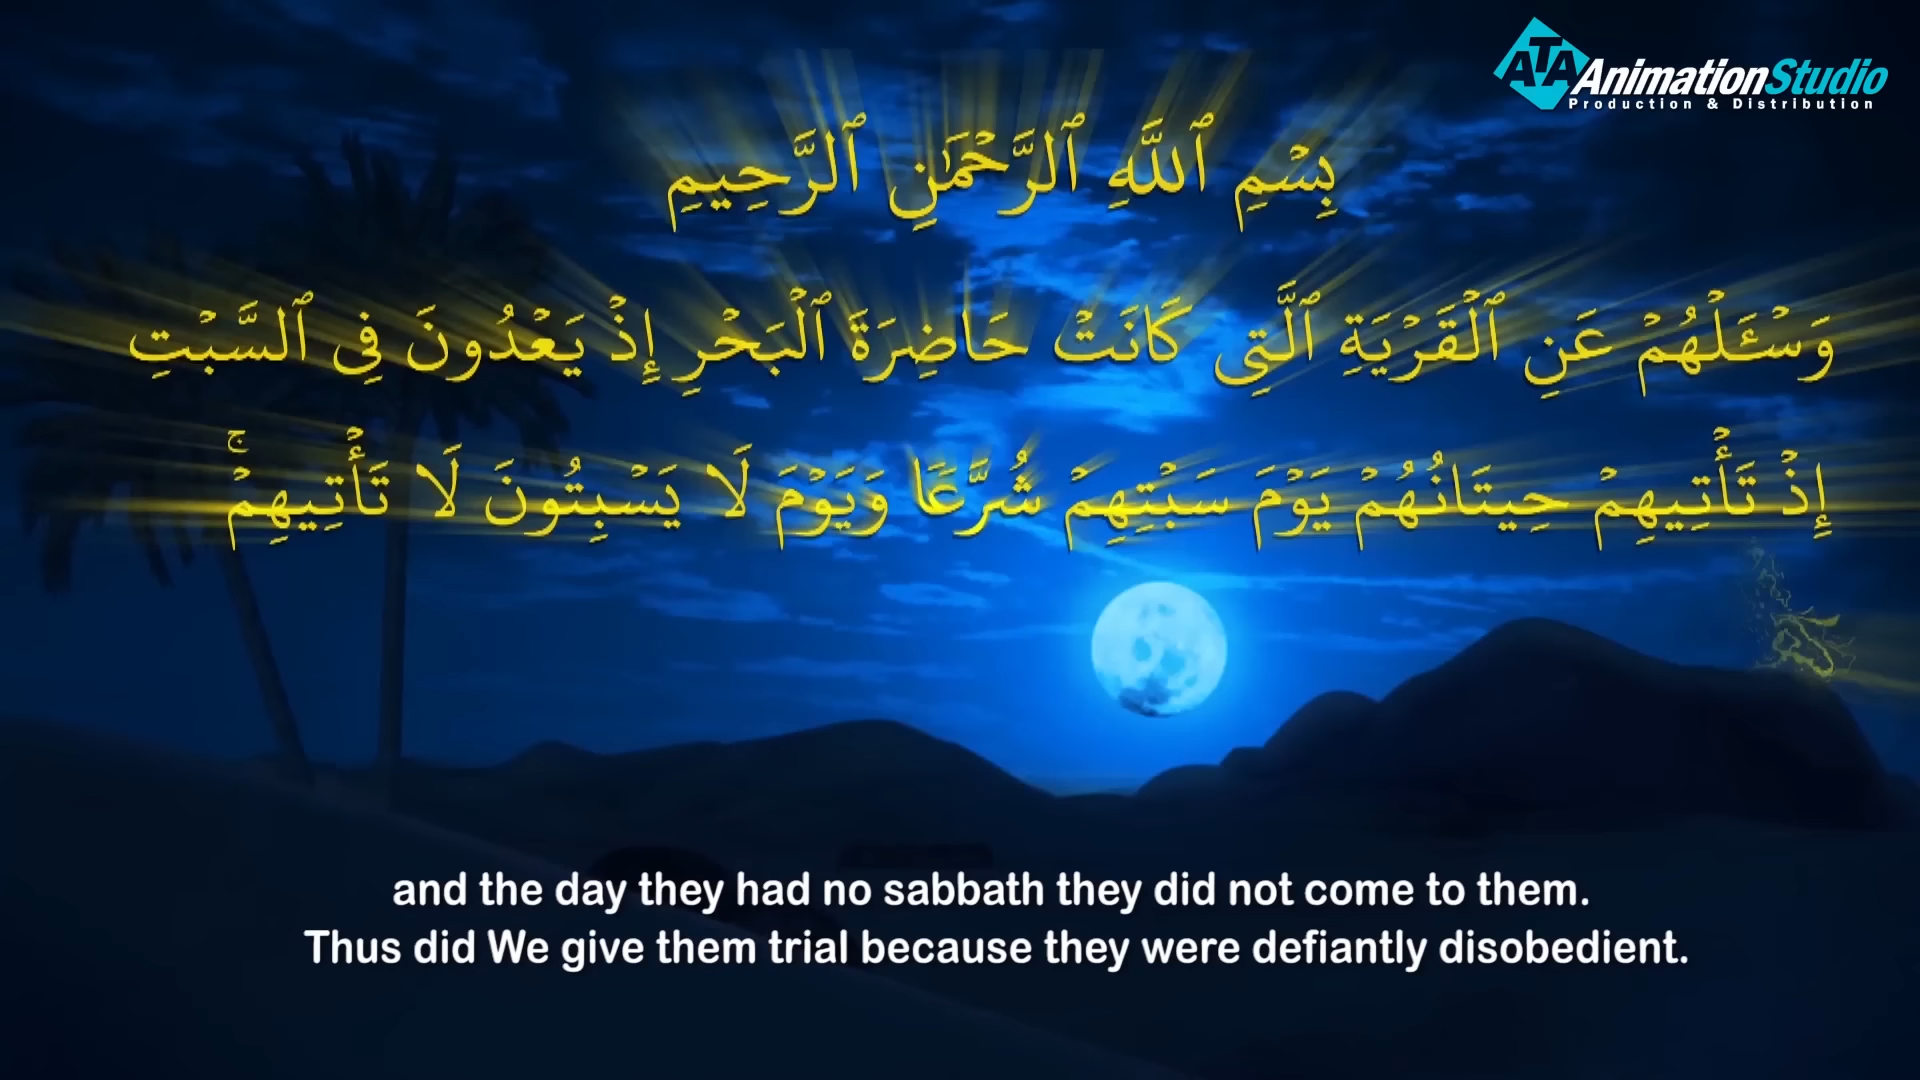 ATA AnimationStudio
Production & Distribution
بِسْمِ ٱللَّهِ ٱلرَّحْمَٰنِ ٱلرَّحِيمِ
وَسْـَٔلْهُمْ عَنِ ٱلْقَرْيَةِ ٱلَّتِى كَانَتْ حَاضِرَةَ ٱلْبَحْرِ إِذْ يَعْدُونَ فِى ٱلسَّبْتِ
إِذْ تَأْتِيهِمْ حِيتَانُهُمْ يَوْمَ سَبْتِهِمْ شُرَّعًا وَيَوْمَ لَا يَسْبِتُونَ لَا تَأْتِيهِمْ ۚ
and the day they had no sabbath they did not come to them.
Thus did We give them trial because they were defiantly disobedient.